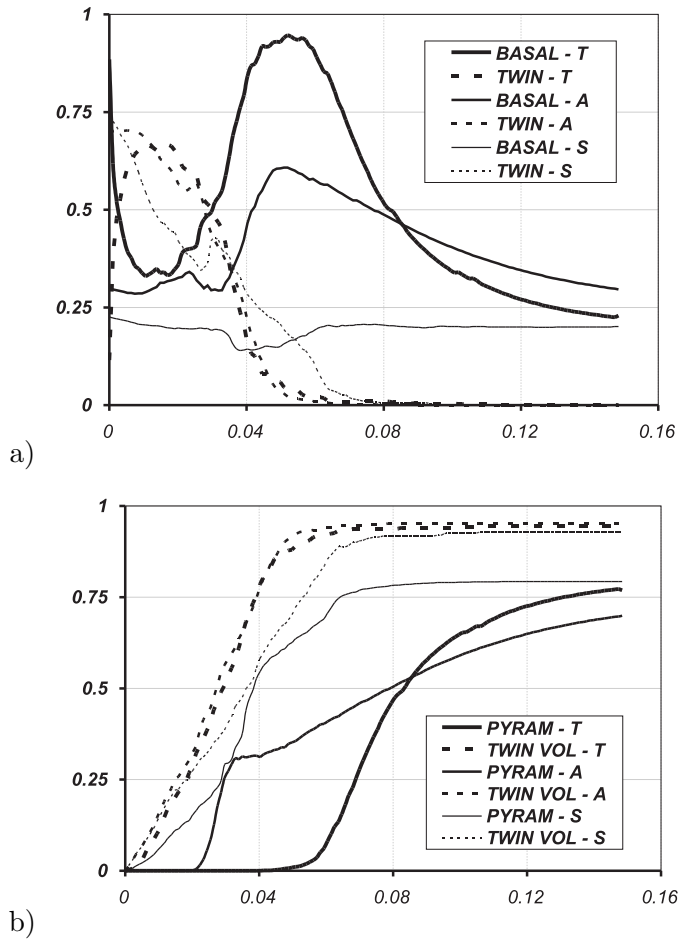 1
0.75
0.5
0.25
0
0
0.04
0.08
0.12
0.16
BASAL - T
TWIN - T
BASAL - A
TWIN - A
BASAL - S
TWIN - S
a)
1
0.75
0.5
0.25
0
0
0.04
0.08
0.12
0.16
PYRAM - T
TWIN VOL - T
PYRAM - A
TWIN VOL - A
PYRAM - S
TWIN VOL - S
b)